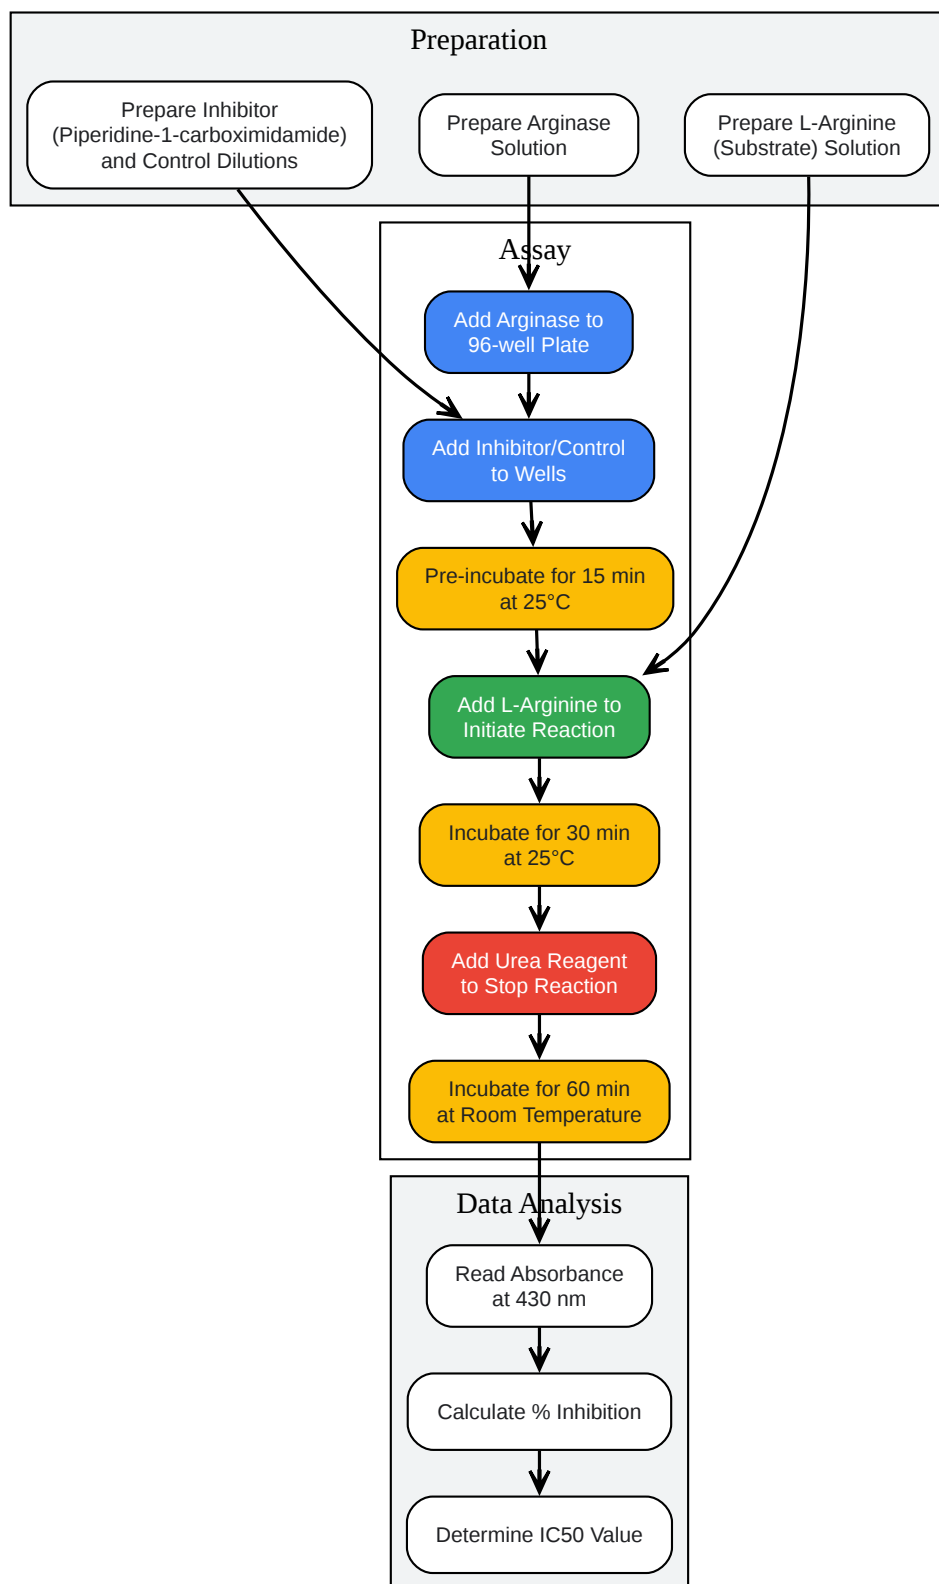 Preparation
Prepare Inhibitor
(Piperidine-1-carboximidamide)
and Control Dilutions
Prepare Arginase
Solution
Prepare L-Arginine
(Substrate) Solution
Assay
Add Arginase to
96-well Plate
Add Inhibitor/Control
to Wells
Pre-incubate for 15 min
at 25°C
Add L-Arginine to
Initiate Reaction
Incubate for 30 min
at 25°C
Add Urea Reagent
to Stop Reaction
Incubate for 60 min
at Room Temperature
Data Analysis
Read Absorbance
at 430 nm
Calculate % Inhibition
Determine IC50 Value